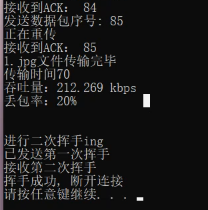 接收到ACK: 84
发送数据包序号: 85
正在重传
接收到ACK: 85
1.jpg文件传输完毕
传输时间70
吞吐量: 212.269 kbps
丢包率: 20%
进行二次挥手ing
已发送第一次挥手
接收第二次挥手
挥手成功, 断开连接
请按任意键继续. . .